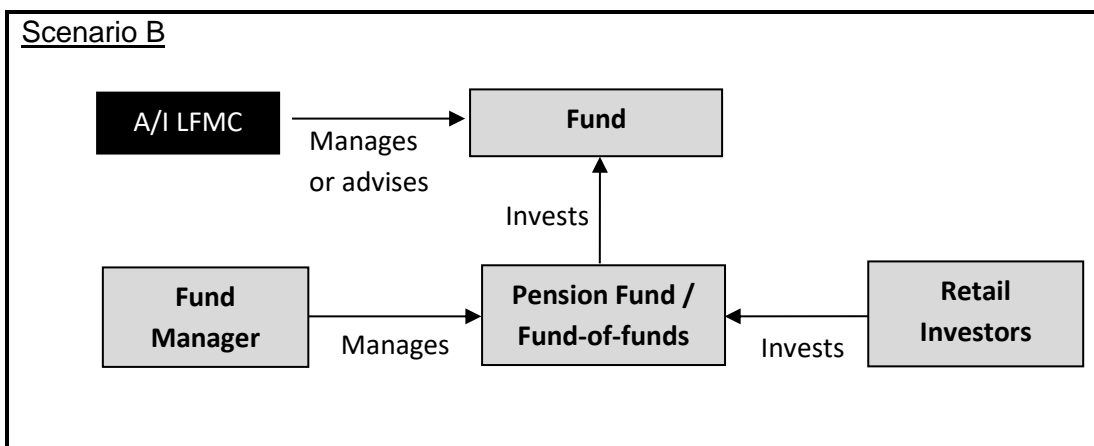 Scenario B
A/I LFMC
Manages
or advises
Fund
Invests
Fund
Manager
Manages
Pension Fund /
Fund-of-funds
Invests
Retail
Investors